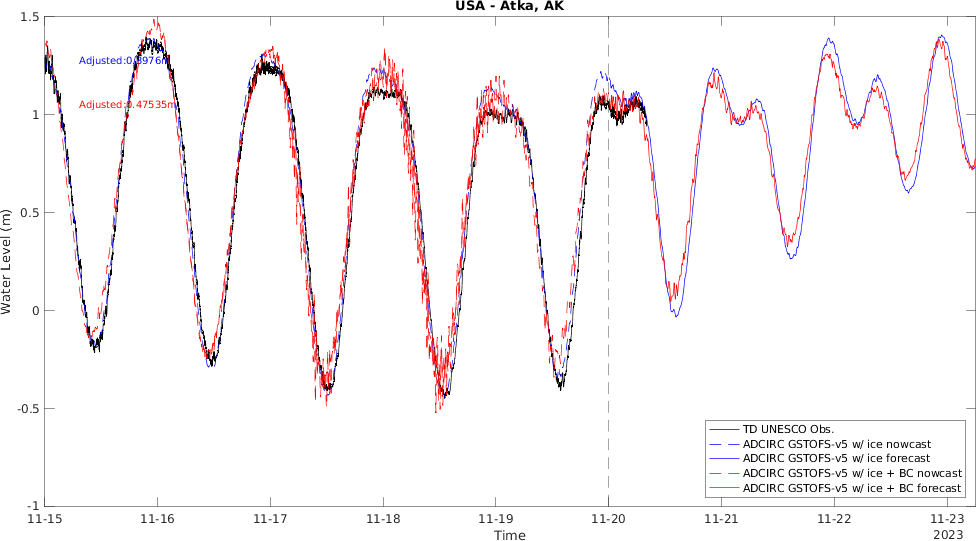 USA - Atka, AK
1.5
1
0.5
0
-0.5
-1
Water Level (m)
Adjusted:0.3976m
Adjusted:0.47535m
TD UNESCO Obs.
ADCIRC GSTOFS-v5 w/ ice nowcast
ADCIRC GSTOFS-v5 w/ ice forecast
ADCIRC GSTOFS-v5 w/ ice + BC nowcast
ADCIRC GSTOFS-v5 w/ ice + BC forecast
11-15 11-16 11-17 11-18 11-19 11-20 11-21 11-22 11-23
Time
2023